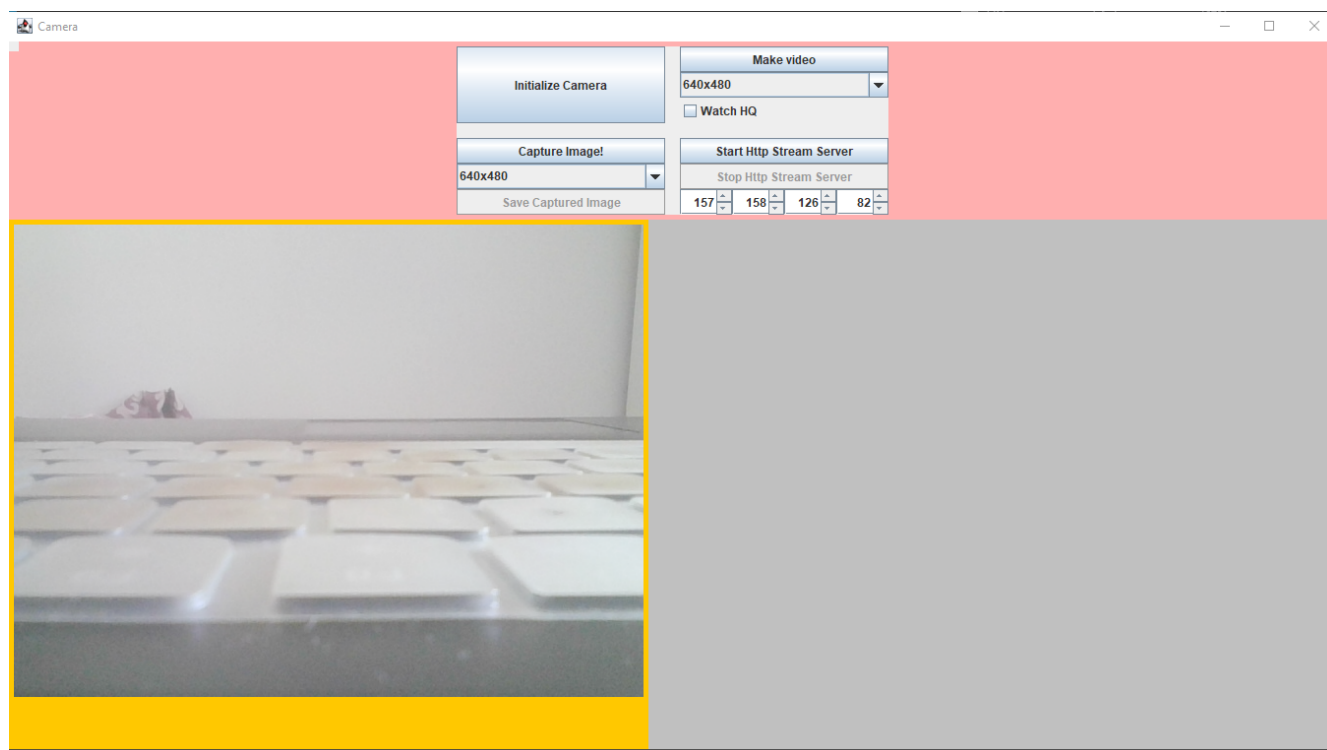 Camera
Initialize Camera
Make video
640x480
Watch HQ
Capture Image!
640x480
Save Captured Image
Start Http Stream Server
Stop Http Stream Server
157 158 126 82